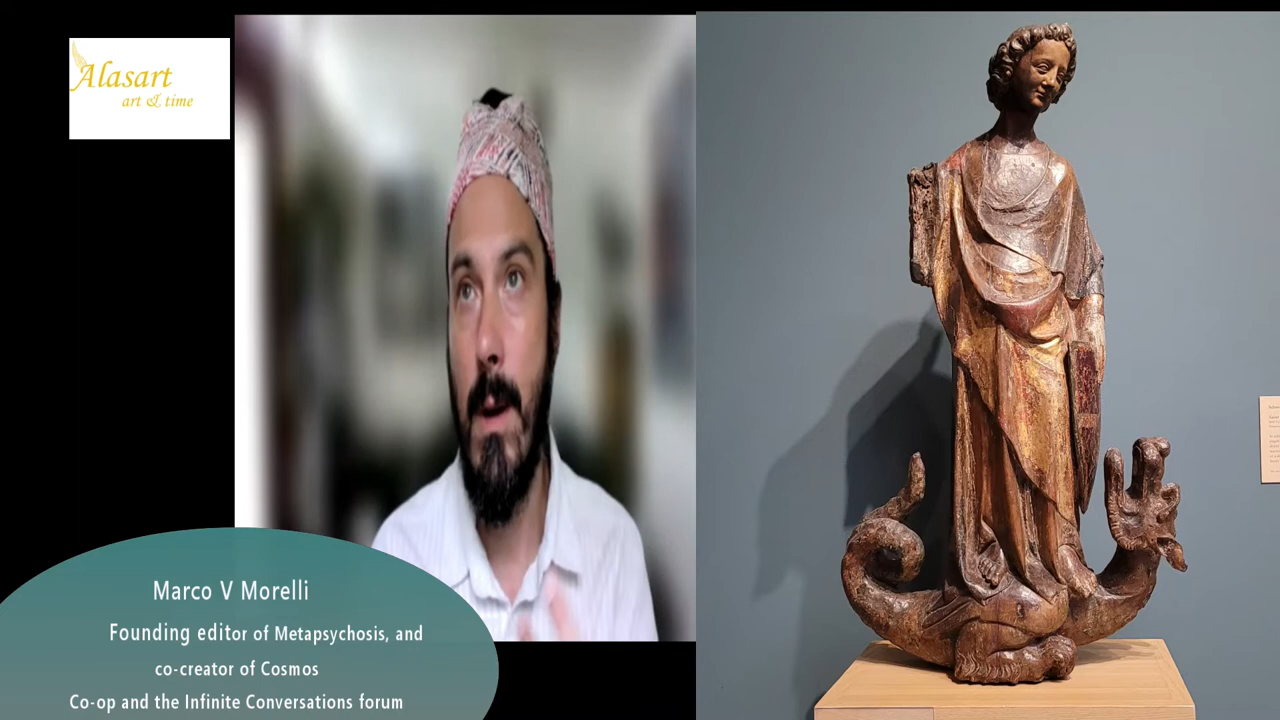 Alasart
art & time
Marco V Morelli
Founding editor of Metapsychosis, and
co-creator of Cosmos
Co-op and the Infinite Conversations forum